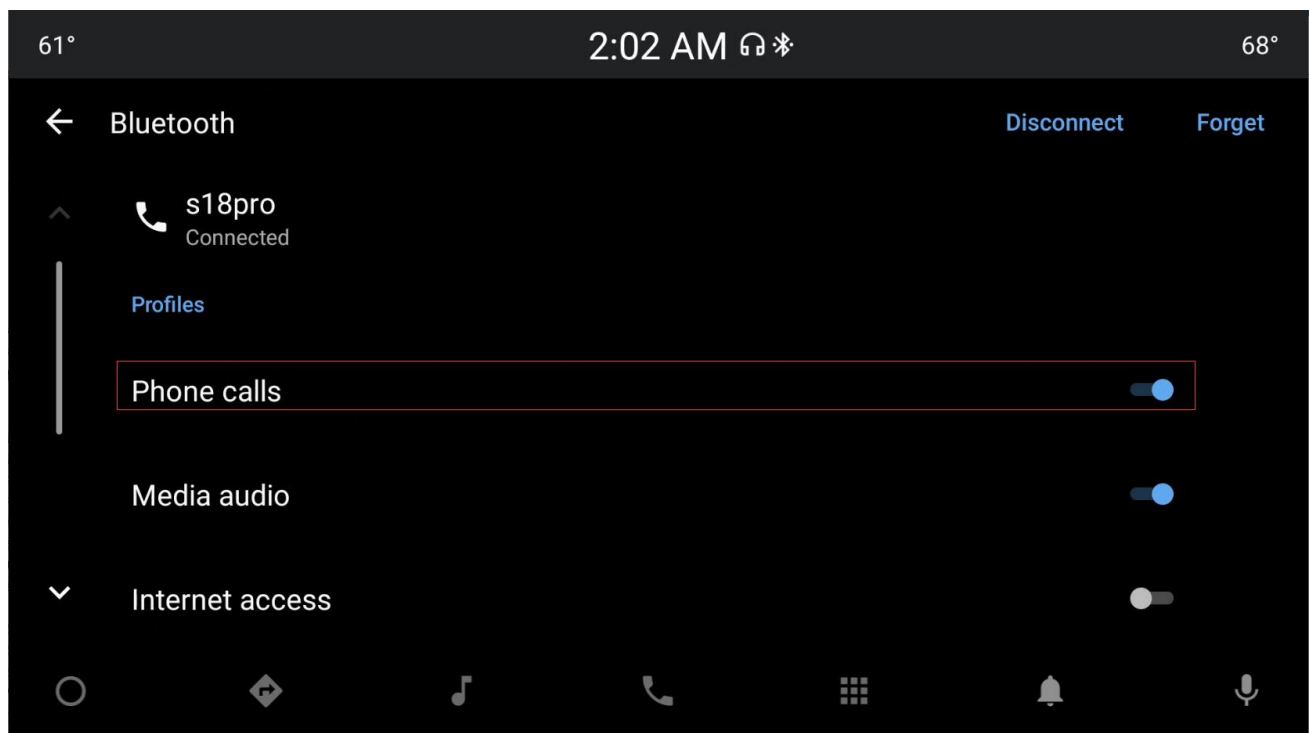 61°
2:02 AM
68°
Bluetooth
Disconnect
Forget
s18pro
Connected
Profiles
Phone calls
Media audio
Internet access